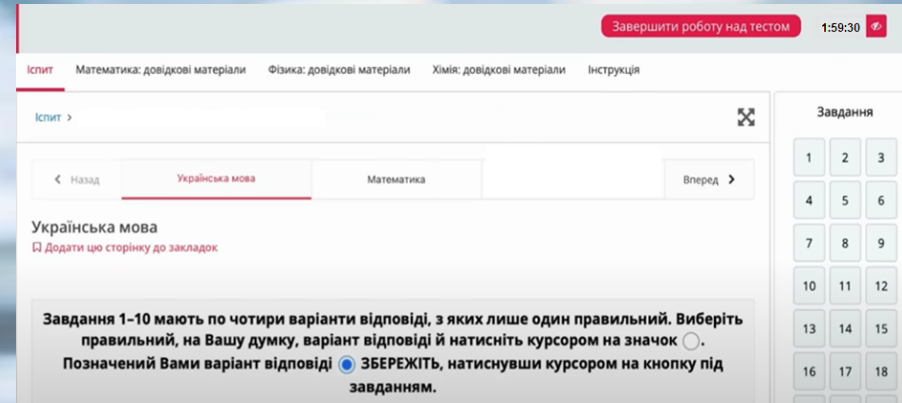 Завершити роботу над тестом 1:59:30
Іспит Математика: довідкові матеріали Фізика: довідкові матеріали Хімія: довідкові матеріали Інструкція
Іспит >
Завдання
Назад Українська мова Математика Вперед
1 2 3
4 5 6
7 8 9
10 11 12
13 14 15
16 17 18
Українська мова
Додати цю сторінку до закладок
Завдання 1–10 мають по чотири варіанти відповіді, з яких лише один правильний. Виберіть
правильний, на Вашу думку, варіант відповіді й натисніть курсором на значок .
Позначений Вами варіант відповіді ЗБЕРЕЖІТЬ, натиснувши курсором на кнопку під
завданням.